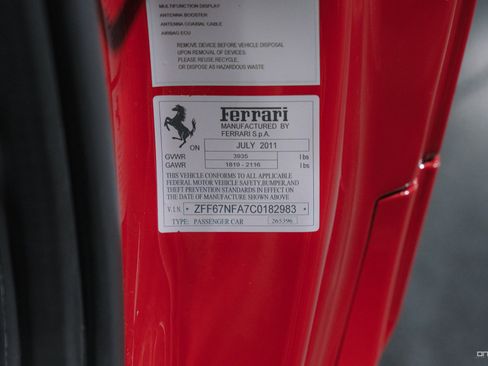 MULTIFUNCTION DISPLAY
ANTENNA BOOSTER
ANTENNA COAXIAL CABLE
AIRBAG ECU
REMOVE DEVICE BEFORE VEHICLE DISPOSAL
UPON REMOVAL OF DEVICES:
PLEASE REUSE, RECYCLE,
OR DISPOSE AS HAZARDOUS WASTE
Ferrari
MANUFACTURED BY
FERRARI S.p.A.
ON JULY 2011
GVWR 3935 lbs
GAWR 1819 - 2116 lbs
THIS VEHICLE CONFORMS TO ALL APPLICABLE
FEDERAL MOTOR VEHICLE SAFETY, BUMPER, AND
THEFT PREVENTION STANDARDS IN EFFECT ON
THE DATE OF MANUFACTURE SHOWN ABOVE
V.I.N. * ZFF67NFA7C0182983 *
TYPE: PASSENGER CAR 265396